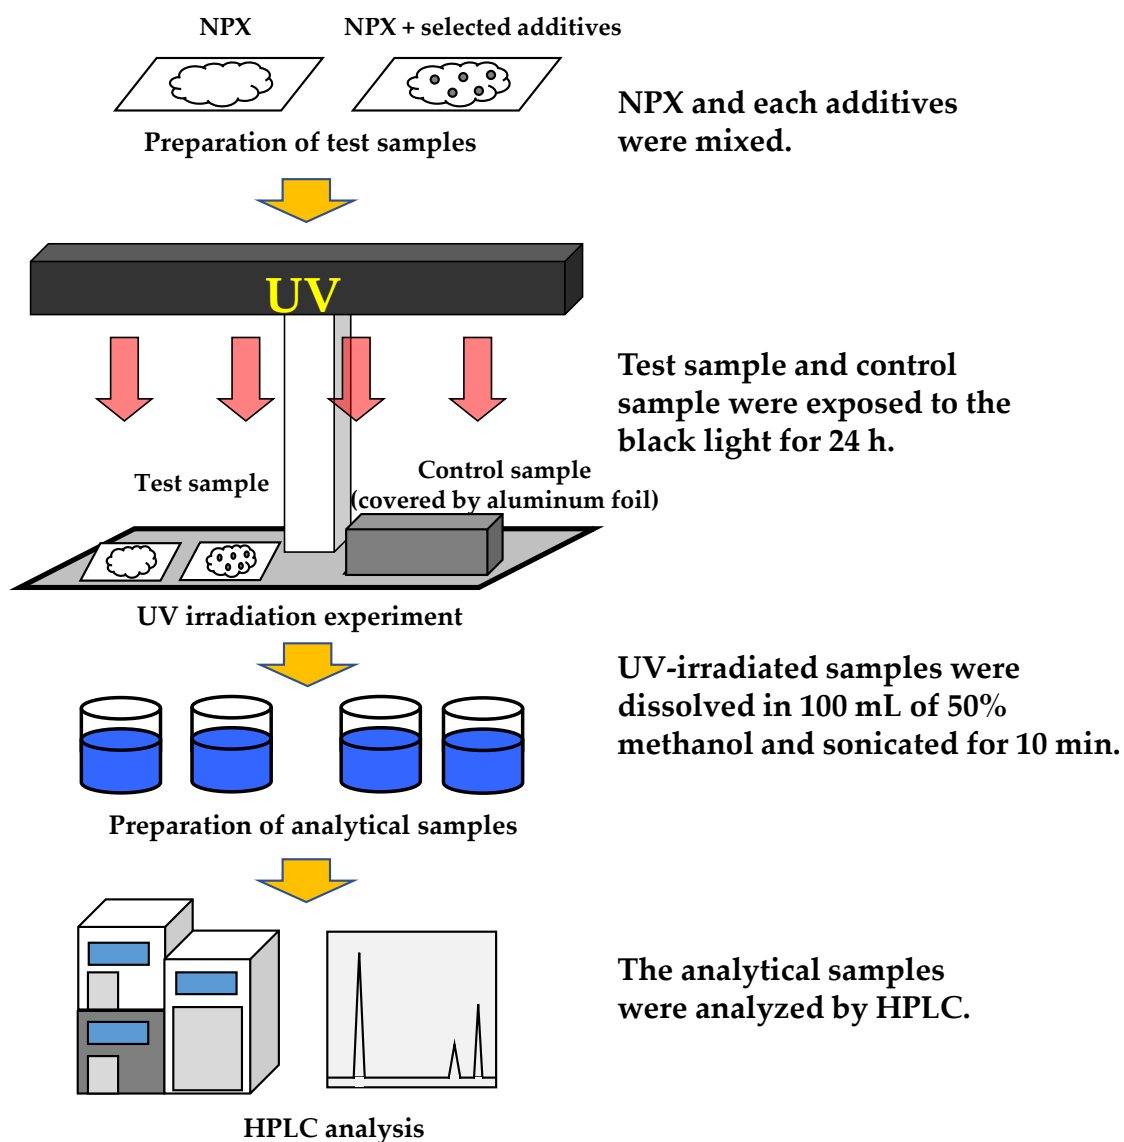 NPX
NPX + selected additives
Preparation of test samples
NPX and each additives
were mixed.
UV
Test sample and control
sample were exposed to the
black light for 24 h.
Test sample
Control sample
(covered by aluminum foil)
UV irradiation experiment
UV-irradiated samples were
dissolved in 100 mL of 50%
methanol and sonicated for 10 min.
Preparation of analytical samples
The analytical samples
were analyzed by HPLC.
HPLC analysis